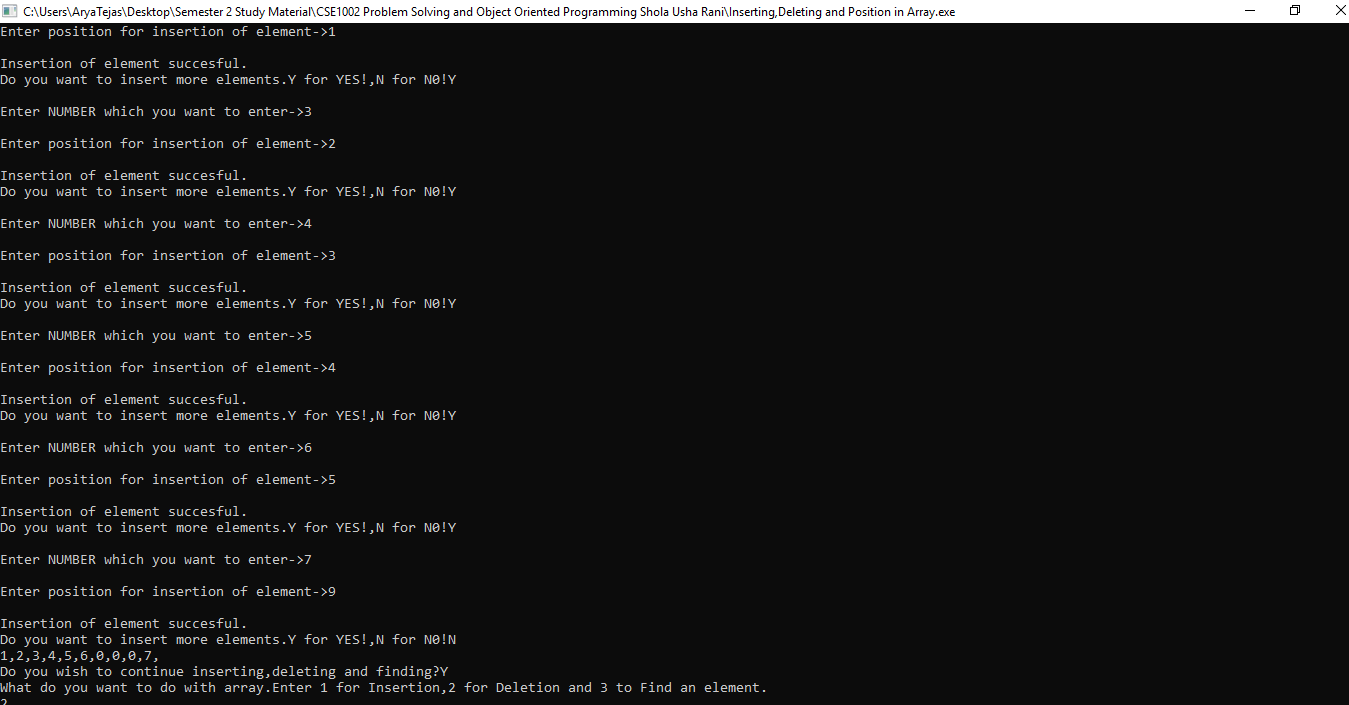 C:\Users\AryaTejas\Desktop\Semester 2 Study Material\CSE1002 Problem Solving and Object Oriented Programming Shola Usha Rani\Inserting,Deleting and Position in Array.exe
Enter position for insertion of element->1
Insertion of element succesful.
Do you want to insert more elements.Y for YES!,N for N0!Y
Enter NUMBER which you want to enter->3
Enter position for insertion of element->2
Insertion of element succesful.
Do you want to insert more elements.Y for YES!,N for N0!Y
Enter NUMBER which you want to enter->4
Enter position for insertion of element->3
Insertion of element succesful.
Do you want to insert more elements.Y for YES!,N for N0!Y
Enter NUMBER which you want to enter->5
Enter position for insertion of element->4
Insertion of element succesful.
Do you want to insert more elements.Y for YES!,N for N0!Y
Enter NUMBER which you want to enter->6
Enter position for insertion of element->5
Insertion of element succesful.
Do you want to insert more elements.Y for YES!,N for N0!Y
Enter NUMBER which you want to enter->7
Enter position for insertion of element->9
Insertion of element succesful.
Do you want to insert more elements.Y for YES!,N for N0!N
1,2,3,4,5,6,0,0,0,7,
Do you wish to continue inserting,deleting and finding?Y
What do you want to do with array.Enter 1 for Insertion,2 for Deletion and 3 to Find an element.
2